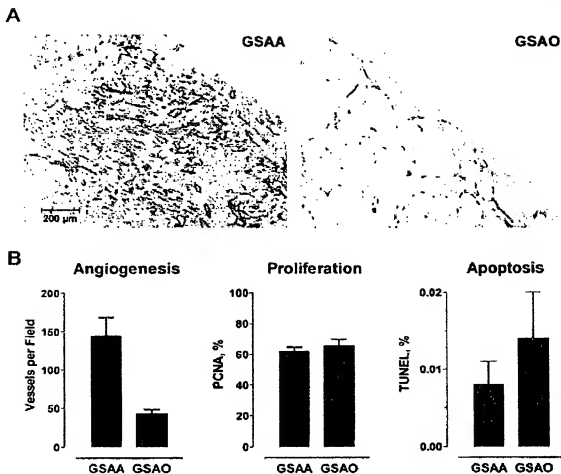 A
GSAA
GSAO
200 µm
B
Angiogenesis
Proliferation
Apoptosis
Vessels per Field
200
150
100
50
0
GSAA GSAO
PCNA, %
100
80
60
40
20
0
GSAA GSAO
TUNEL, %
0.02
0.01
0.00
GSAA GSAO